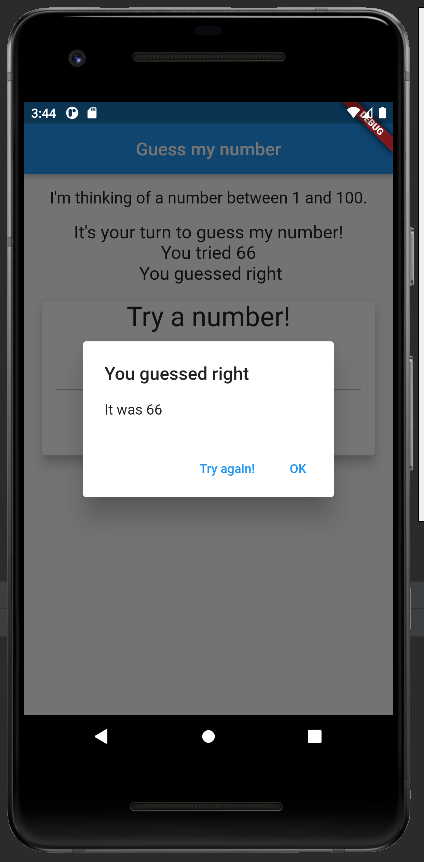 3:44
DEBUG
Guess my number
I'm thinking of a number between 1 and 100.
It's your turn to guess my number!
You tried 66
You guessed right
Try a number!
You guessed right
It was 66
Try again! OK